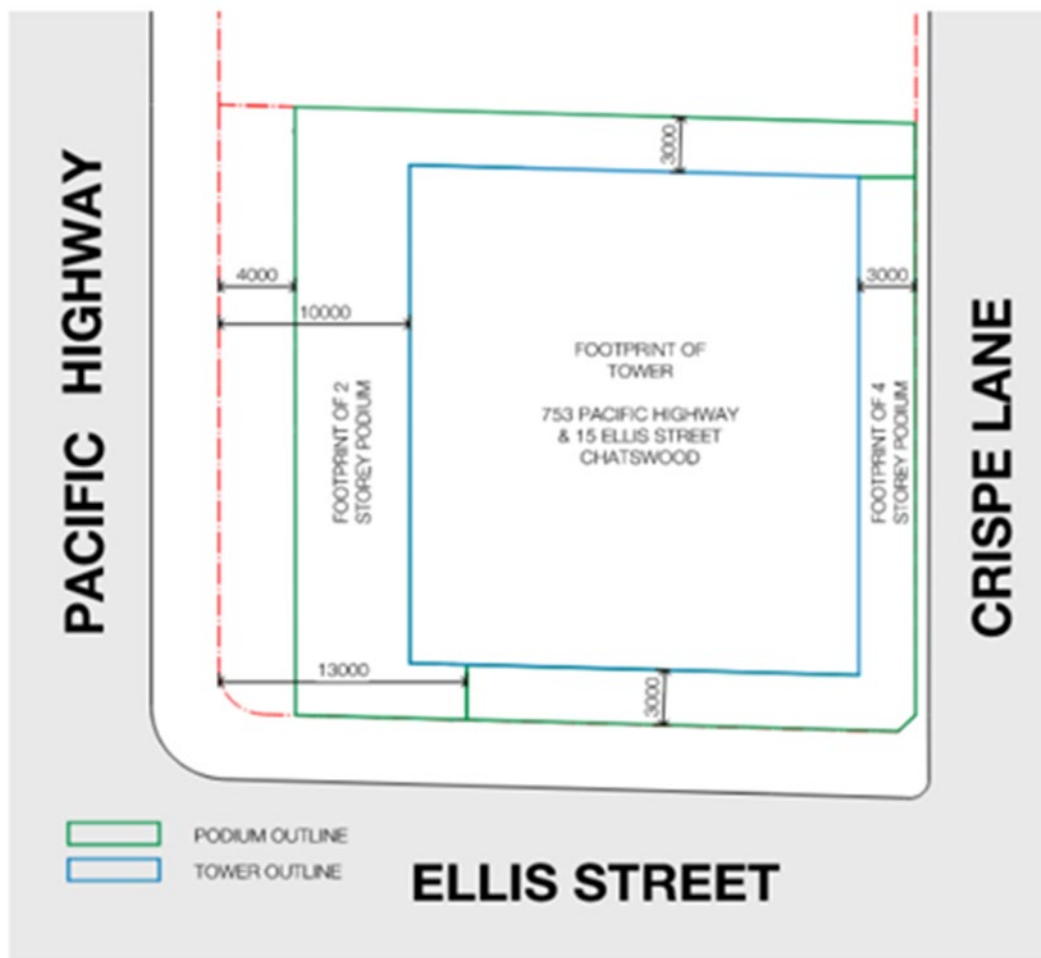 3000
4000
3000
10000
FOOTPRINT OF
TOWER
753 PACIFIC HIGHWAY
& 15 ELLIS STREET
CHATSWOOD
FOOTPRINT OF 2
STOREY PODIUM
FOOTPRINT OF 4
STOREY PODIUM
PACIFIC HIGHWAY
CRISPE LANE
13000
3000
PODIUM OUTLINE
TOWER OUTLINE
ELLIS STREET